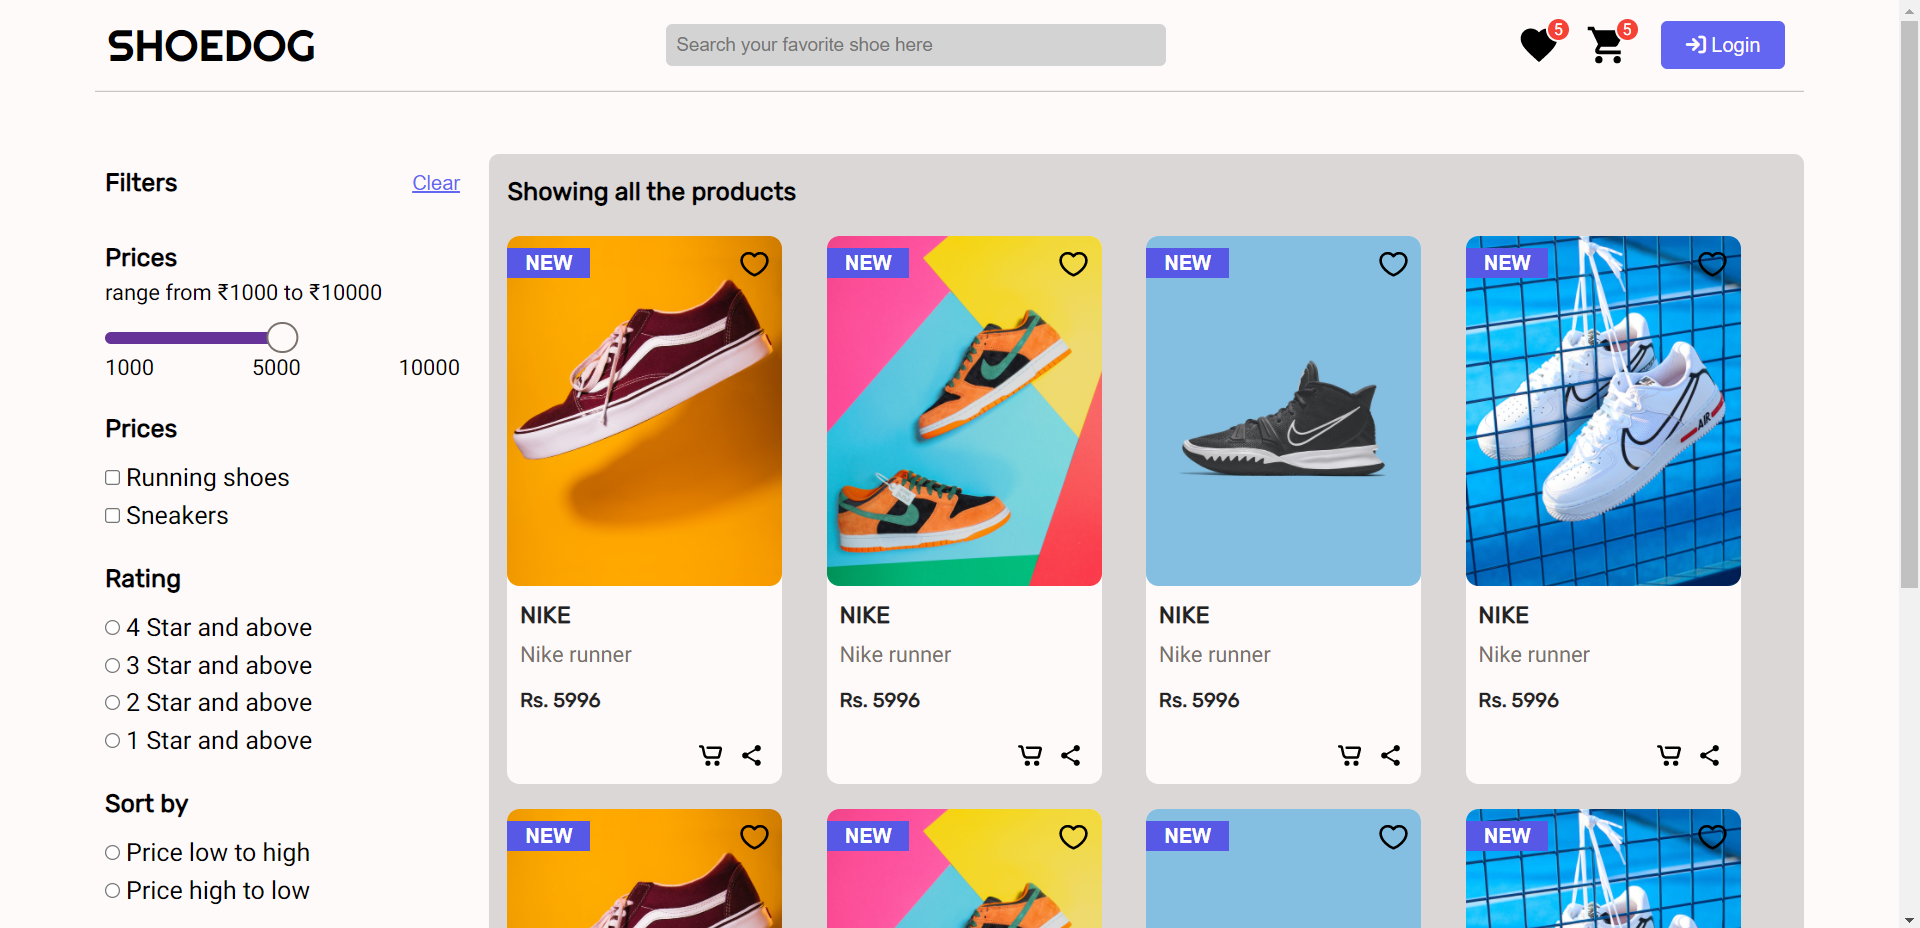 SHOEDOG
Search your favorite shoe here
5
5
Login
Filters
Clear
Prices
range from ₹1000 to ₹10000
1000 5000 10000
Prices
Running shoes
Sneakers
Rating
4 Star and above
3 Star and above
2 Star and above
1 Star and above
Sort by
Price low to high
Price high to low
Showing all the products
NEW
NEW
NEW
NEW
AIR
NIKE
Nike runner
Rs. 5996
NIKE
Nike runner
Rs. 5996
NIKE
Nike runner
Rs. 5996
NIKE
Nike runner
Rs. 5996
NEW
NEW
NEW
NEW